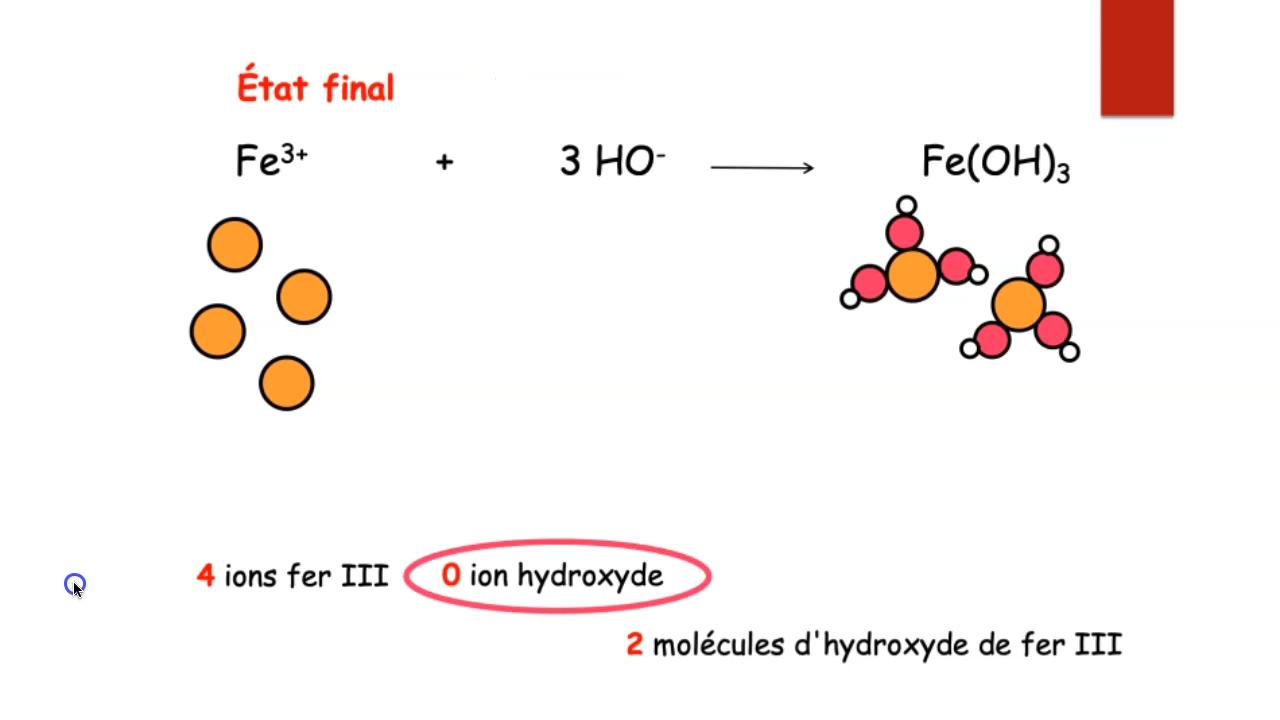 État final
Fe³⁺ + 3 HO⁻ ⟶ Fe(OH)₃
4 ions fer III 0 ion hydroxyde
2 molécules d'hydroxyde de fer III